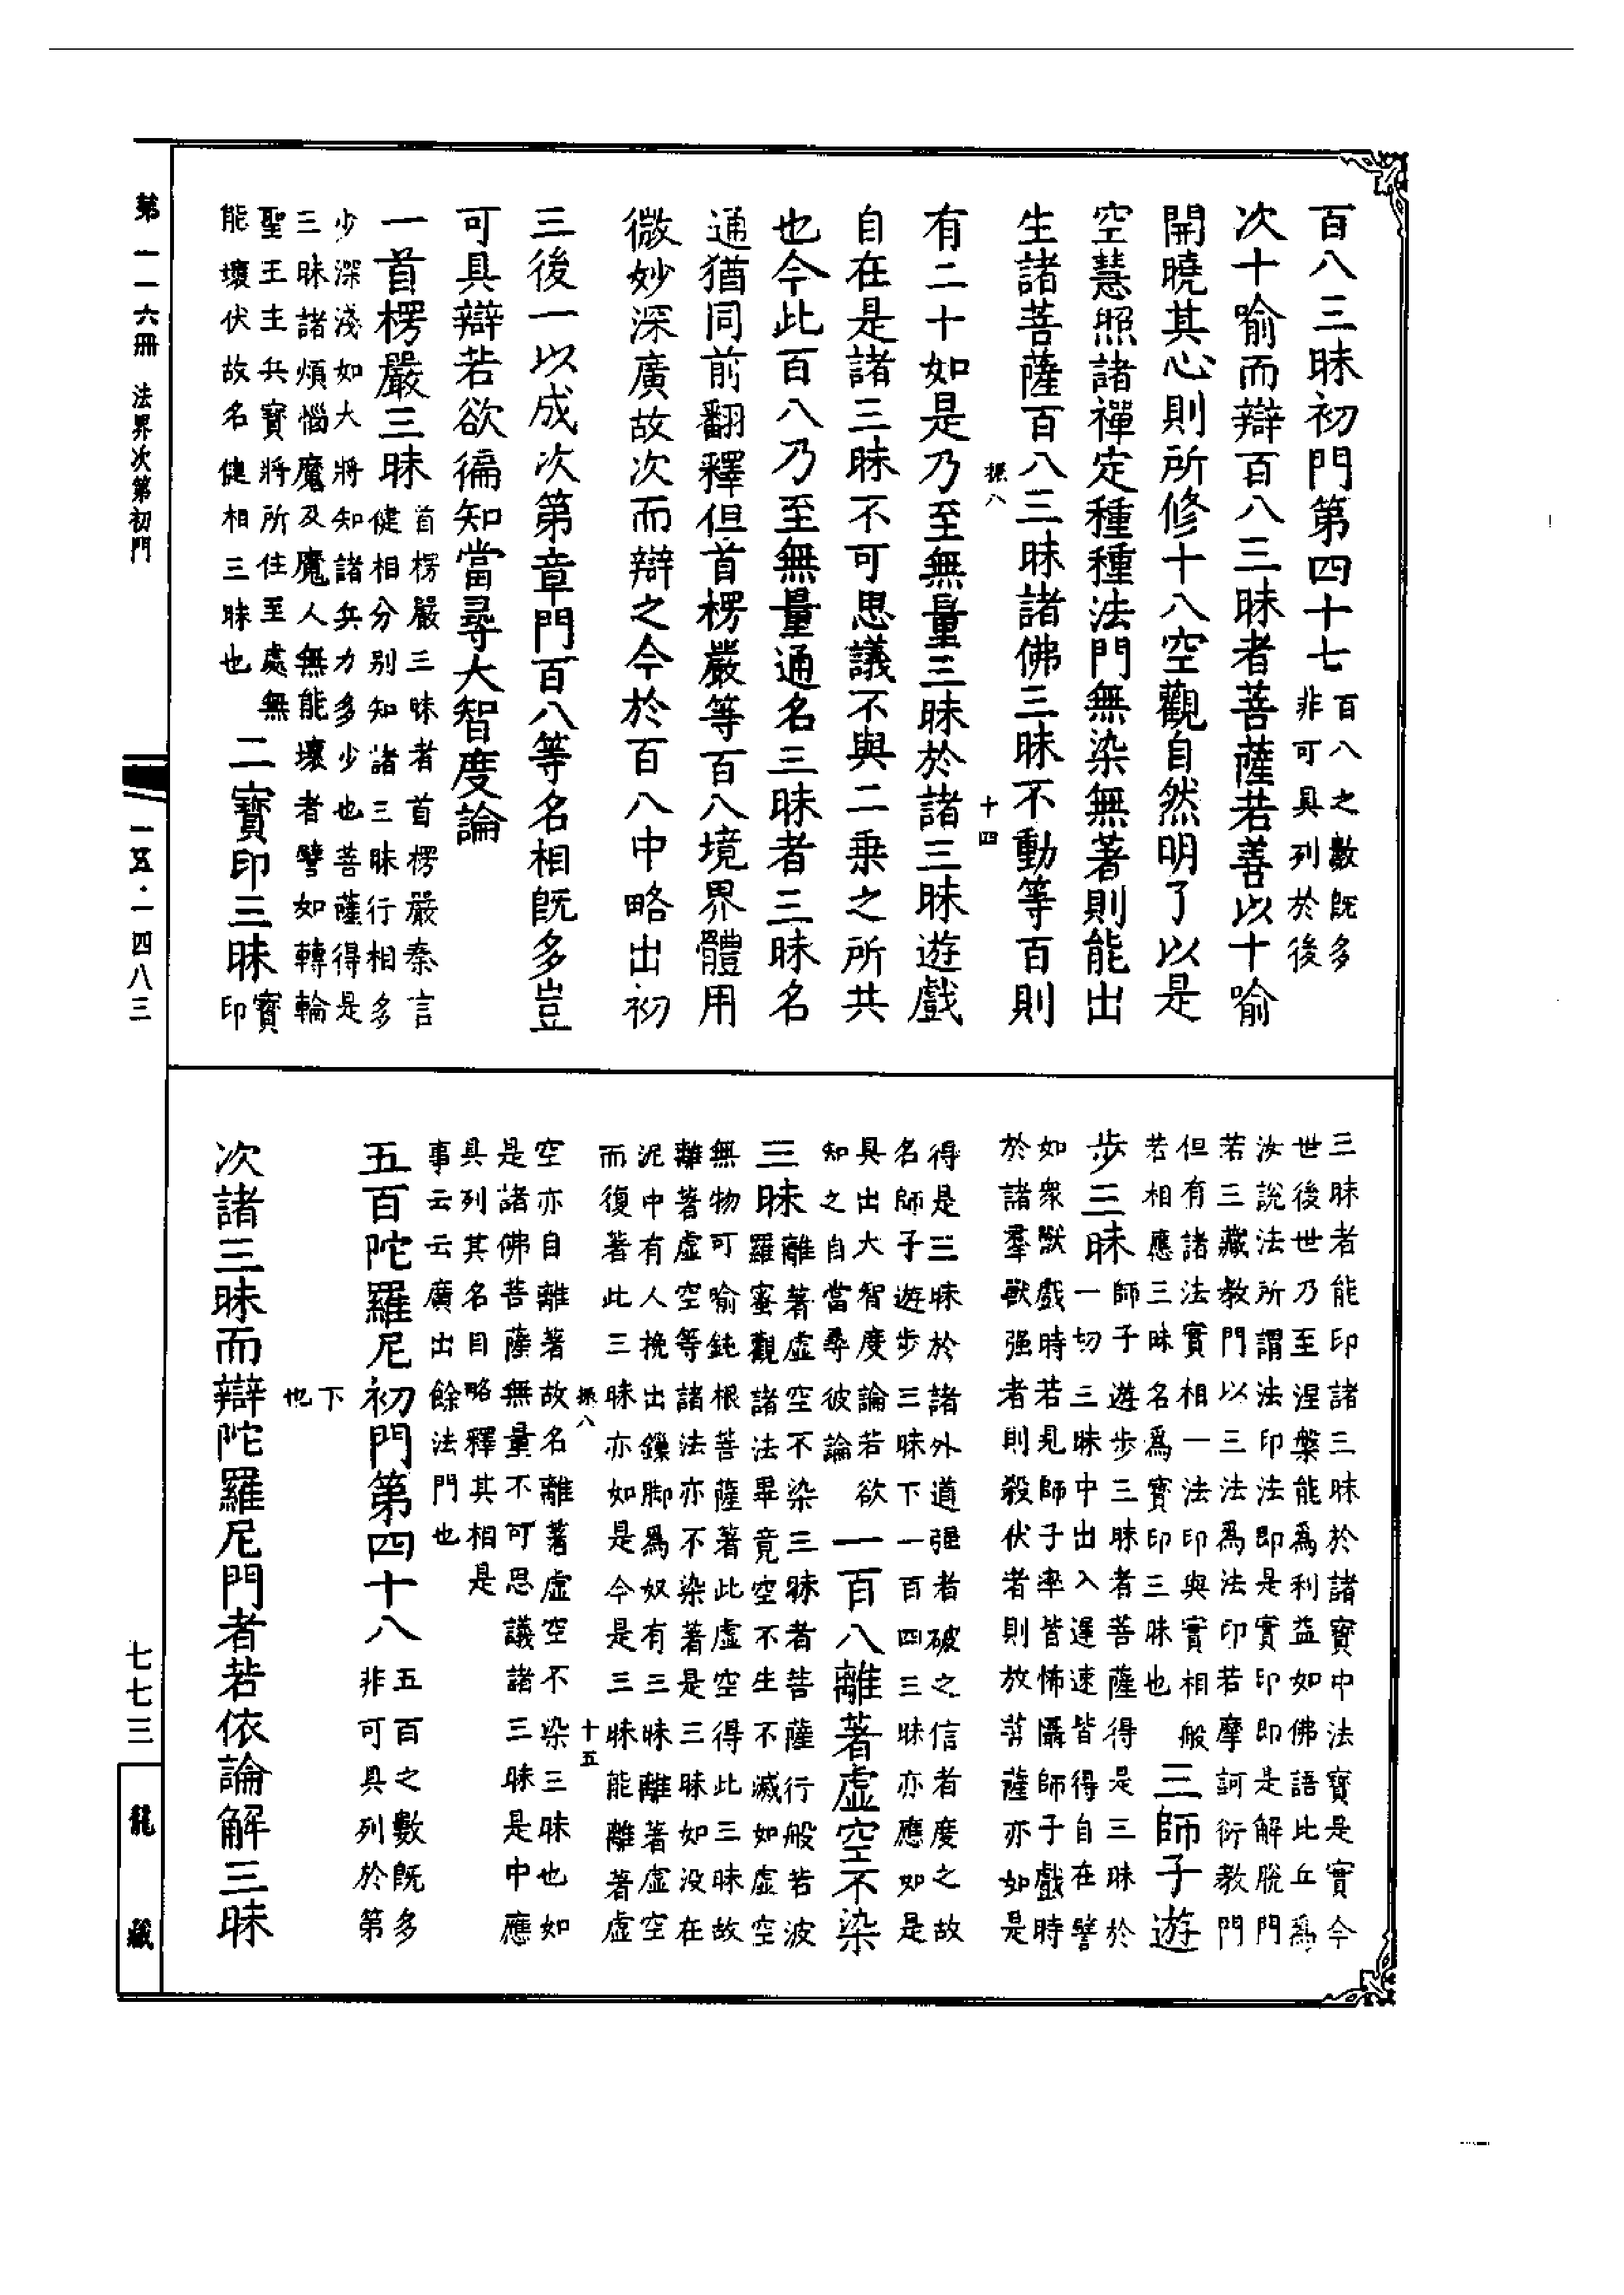 百八三昧初門第四十七百八之數旣多
非可具列於後
次十喻而辯百八三昧者菩薩若善以十喻
開曉其心則所修十八空觀自然明了以是
空慧照諸禪定種種法門無染無著則能出
生諸菩薩百八三昧諸佛三昧不動等百則
振八 十四
有二十如是乃至無量三昧於諸三昧遊戲
自在是諸三昧不可思議不與二乗之所共
也今此百八乃至無量通名三昧者三昧名
通猶同前翻釋但首楞嚴等百八境界體用
微妙深廣故次而辯之今於百八中略出初
三後一以成次第章門百八等名相旣多豈
可具辯若欲徧知當尋大智度論
一首楞嚴三昧首楞嚴三昧者首楞嚴秦言
健相分別知諸三昧行相多
少深淺如大將知諸兵力多少也菩薩得是
三昧諸煩惱魔及魔人無能壞者譬如轉輪
聖王主兵寶將所住至處無
能壞伏故名健相三昧也
二寶印三昧寶
印
三昧者能印諸三昧於諸寶中法寶是實今
世後世乃至涅槃能爲利益如佛語比丘爲
汝說法所謂法印法即是實印即是解脫門
若三藏教門以三法爲法印若摩訶衍教門
但有諸法實相一法印與實相般
若相應三昧名爲寶印三昧也
三師子遊
步三昧師子遊步三昧者菩薩得是三昧於
一切三昧中出入遲速皆得自在譬
如衆獸戲時若見師子率皆怖懾師子戲時
於諸羣獸强者則殺伏者則放菩薩亦如是
得是三昧於諸外道强者破之信者度之故
名師子遊步三昧下一百四三昧亦應如是
具出大智度論若欲
知之自當尋彼論
一百八離著虛空不染
三昧離著虛空不染三昧者菩薩行般若波
羅蜜觀諸法畢竟空不生不滅如虛空
無物可喻鈍根菩薩著此虛空得此三昧故
離著虛空等諸法亦不染著是三昧如没在
泥中有人挽出鏁脚爲奴有三昧離著虛空
而復著此三昧亦如是今是三昧能離著虛
振八 十五
空亦自離著故名離著虛空不染三昧也如
是諸佛菩薩無量不可思議諸三昧是中應
具列其名目略釋其相是
事云云廣出餘法門也
五百陀羅尼初門第四十八五百之數旣多
非可具列於第
下
也
次諸三昧而辯陀羅尼門者若依論解三昧
第一一六冊 法界次第初門 一五·一四八三
七七三 龍藏